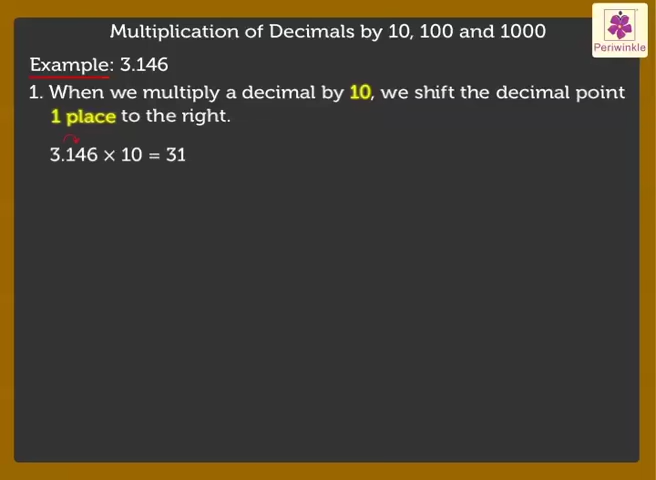 Multiplication of Decimals by 10, 100 and 1000
Periwinkle
Example: 3.146
1. When we multiply a decimal by 10, we shift the decimal point
1 place to the right.
3.146 × 10 = 31